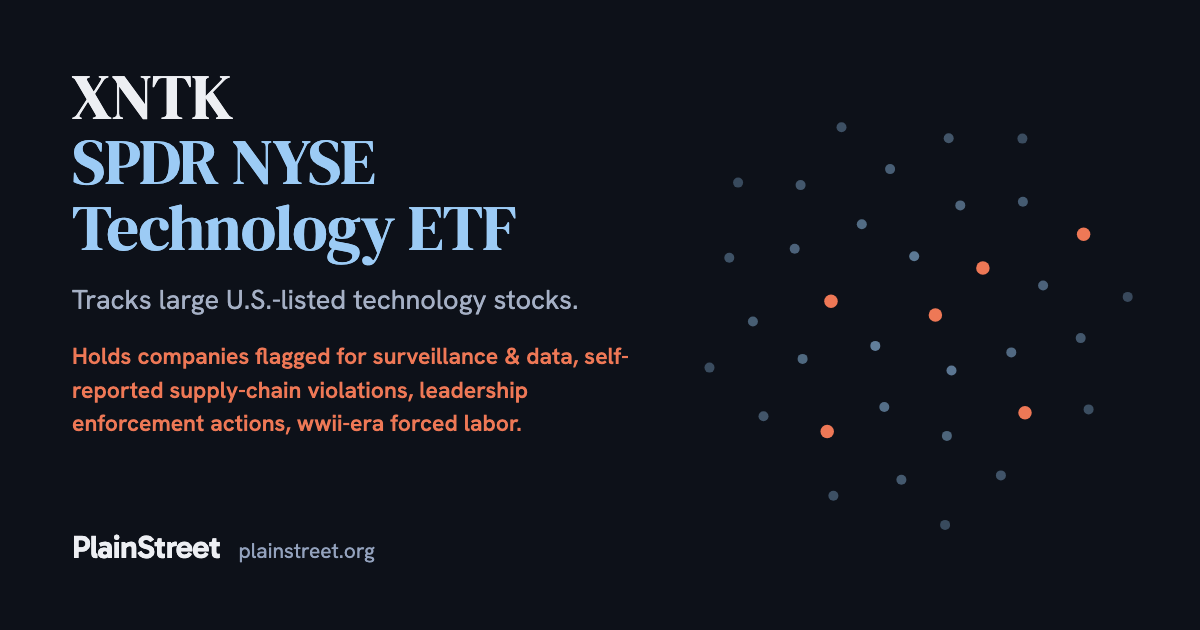 XNTK
SPDR NYSE
Technology ETF
Tracks large U.S.-listed technology stocks.
Holds companies flagged for surveillance & data, self-
reported supply-chain violations, leadership
enforcement actions, wwii-era forced labor.
PlainStreet plainstreet.org